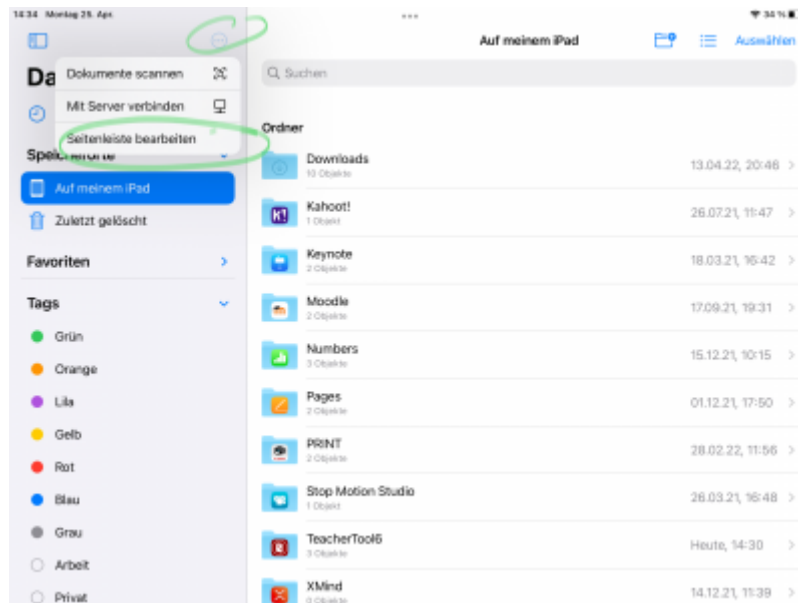 14:34 Montag 25. Apr.
34 %
Da
Dokumente scannen
Mit Server verbinden
Seitenleiste bearbeiten
Speicherorte
Auf meinem iPad
Zuletzt gelöscht
Favoriten
Tags
Grün
Orange
Lila
Gelb
Rot
Blau
Grau
Arbeit
Privat
Auf meinem iPad
Auswählen
Suchen
Ordner
Downloads
10 Objekte
13.04.22, 20:46
K!
Kahoot!
1 Objekt
26.07.21, 11:47
Keynote
2 Objekte
18.03.21, 16:42
Moodle
2 Objekte
17.09.21, 19:31
Numbers
3 Objekte
15.12.21, 10:15
Pages
2 Objekte
01.12.21, 17:50
PRINT
2 Objekte
28.02.22, 11:56
Stop Motion Studio
1 Objekt
26.03.21, 16:48
TeacherTool6
3 Objekte
Heute, 14:30
XMind
0 Objekte
14.12.21, 11:39